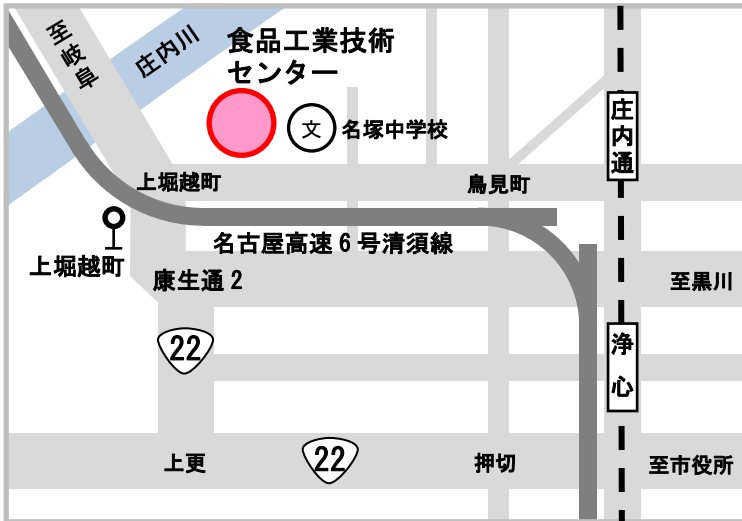 至岐阜
庄内川
食品工業技術
センター
文
名塚中学校
庄内通
上堀越町
鳥見町
名古屋高速6号清須線
上堀越町
康生通2
至黒川
22
浄心
上更
22
押切
至市役所